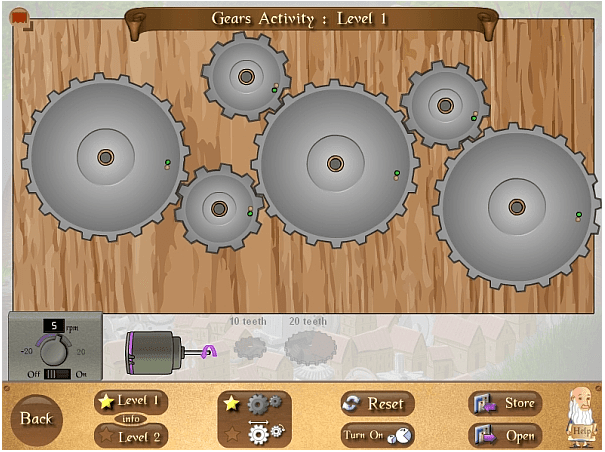 Gears Activity : Level 1
10 teeth
20 teeth
5 rpm
-20
20
Off
On
Back
Level 1
info
Level 2
Reset
Turn On
Store
Open
Help